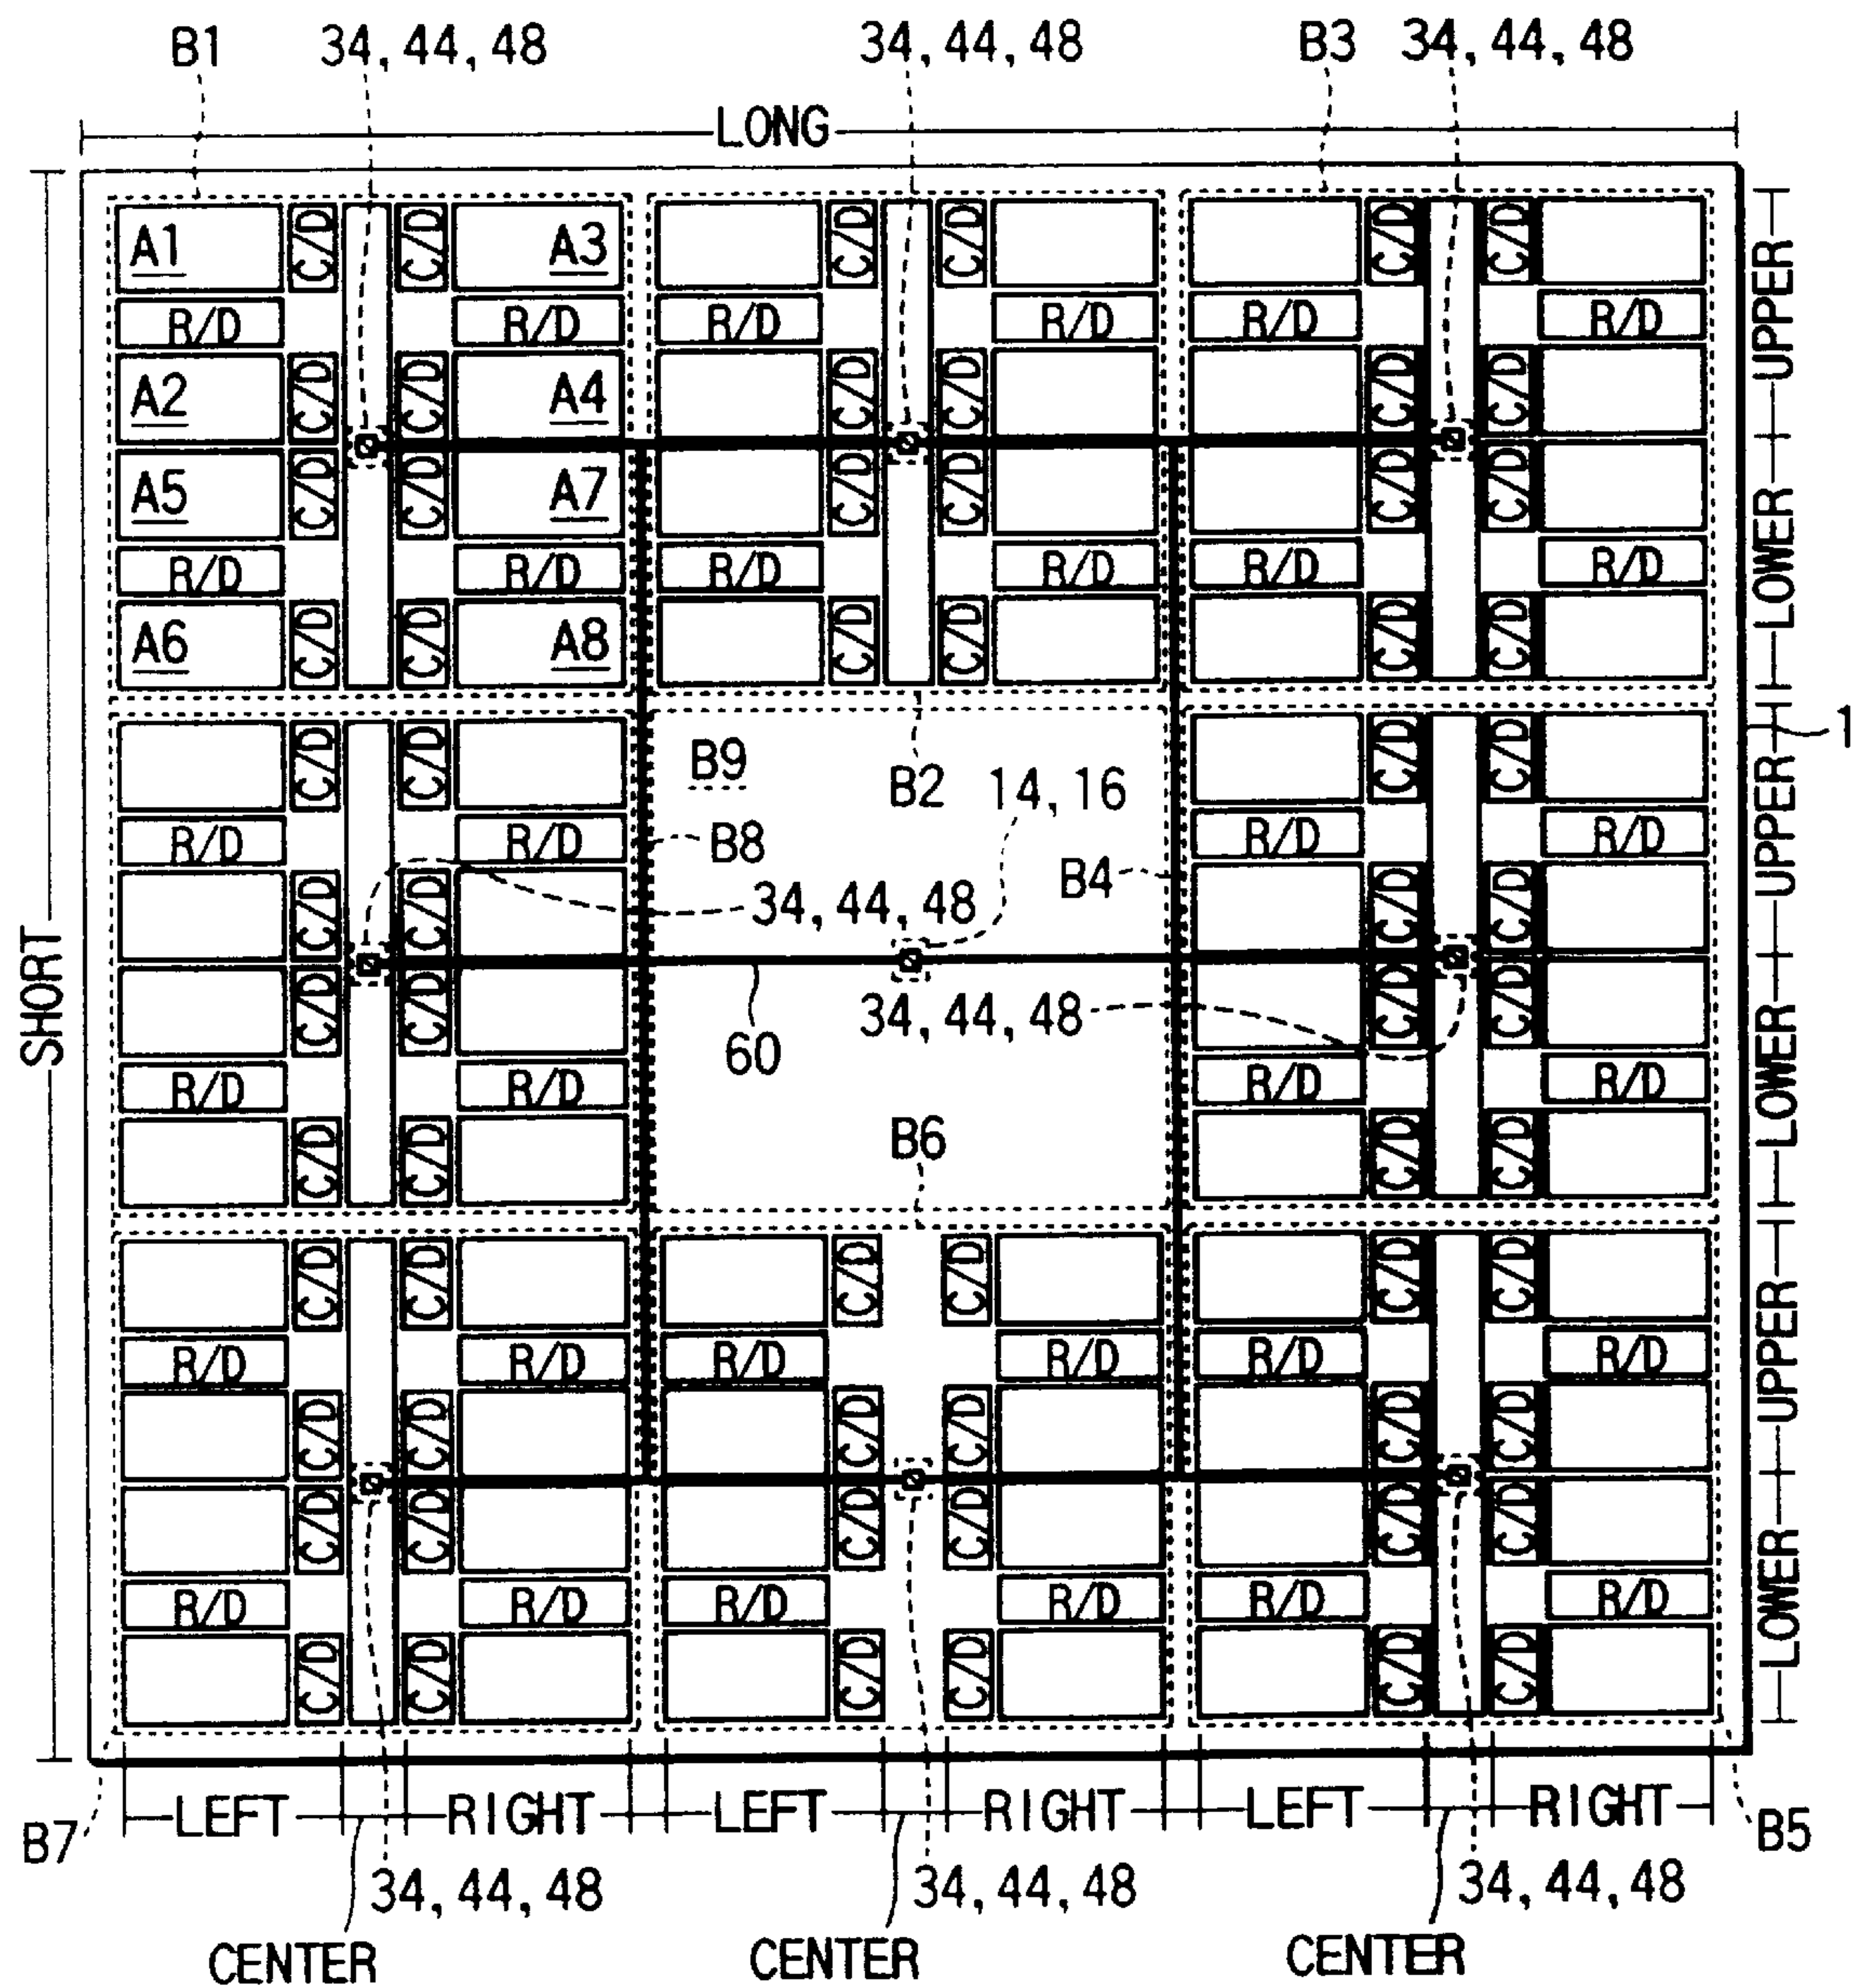 B1 34, 44, 48 34, 44, 48 B3 34, 44, 48
LONG
A1 C/D C/D A3 C/D C/D C/D C/D
R/D R/D R/D R/D R/D R/D
UPPER
A2 C/D C/D A4 C/D C/D C/D C/D
A5 C/D C/D A7 C/D C/D C/D C/D
R/D R/D R/D R/D R/D R/D
LOWER
A6 C/D C/D A8 C/D C/D C/D C/D
1
C/D C/D B9 B2 14, 16 C/D C/D
R/D R/D B8 R/D R/D
UPPER
C/D C/D 34, 44, 48 B4 C/D C/D
SHORT
C/D C/D 34, 44, 48 C/D C/D
60
R/D R/D R/D R/D
LOWER
C/D C/D B6 C/D C/D
C/D C/D C/D C/D C/D C/D
R/D R/D R/D R/D R/D R/D
UPPER
C/D C/D C/D C/D C/D C/D
C/D C/D C/D C/D C/D C/D
R/D R/D R/D R/D R/D R/D
LOWER
C/D C/D C/D C/D C/D C/D
B7 LEFT RIGHT LEFT RIGHT LEFT RIGHT B5
34, 44, 48 34, 44, 48 34, 44, 48
CENTER CENTER CENTER